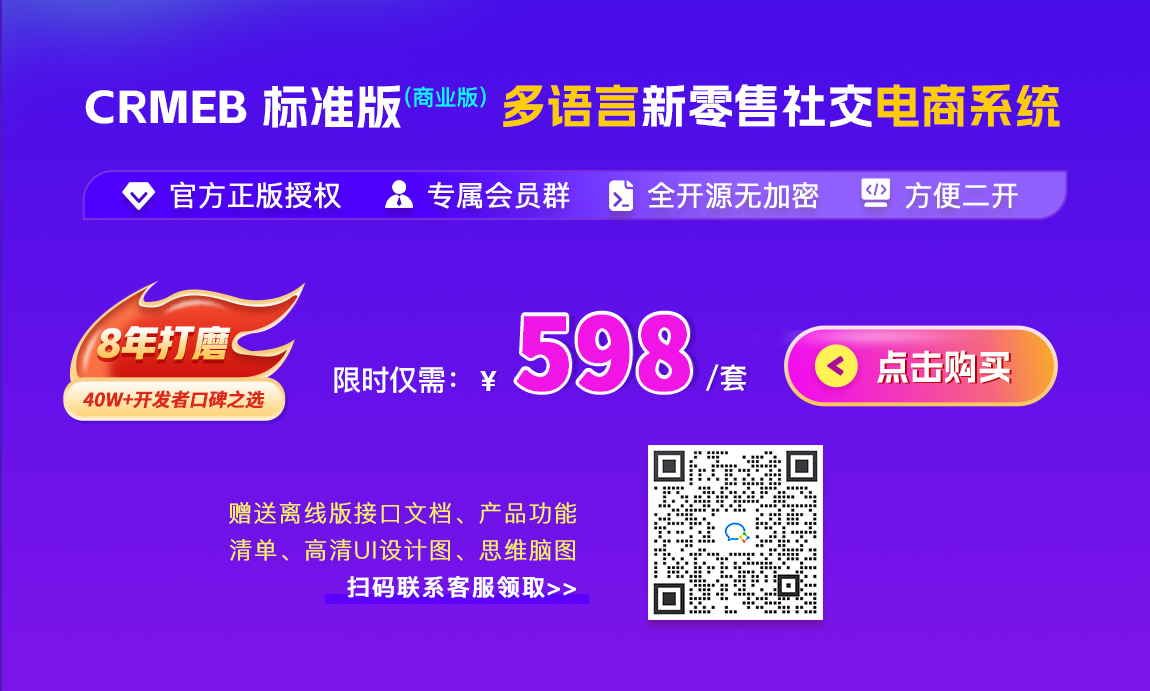 CRMEB 标准版(商业版) 多语言新零售社交电商系统
官方正版授权 专属会员群 全开源无加密 方便二开
8年打磨
40W+开发者口碑之选
限时仅需：¥ 598 /套
点击购买
赠送离线版接口文档、产品功能
清单、高清UI设计图、思维脑图
扫码联系客服领取>>